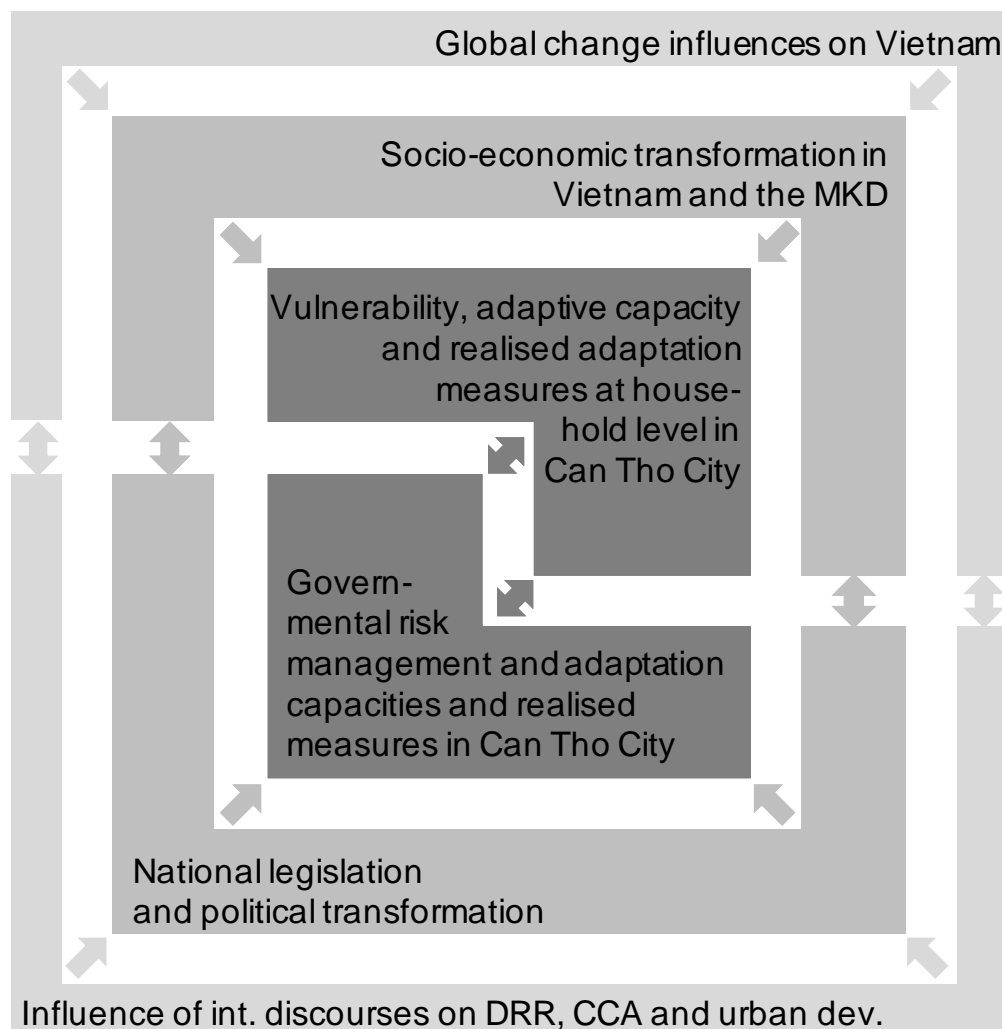 Global change influences on Vietnam
Socio-economic transformation in
Vietnam and the MKD
Vulnerability, adaptive capacity
and realised adaptation
measures at house-
hold level in
Can Tho City
Govern-
mental risk
management and adaptation
capacities and realised
measures in Can Tho City
National legislation
and political transformation
Influence of int. discourses on DRR, CCA and urban dev.